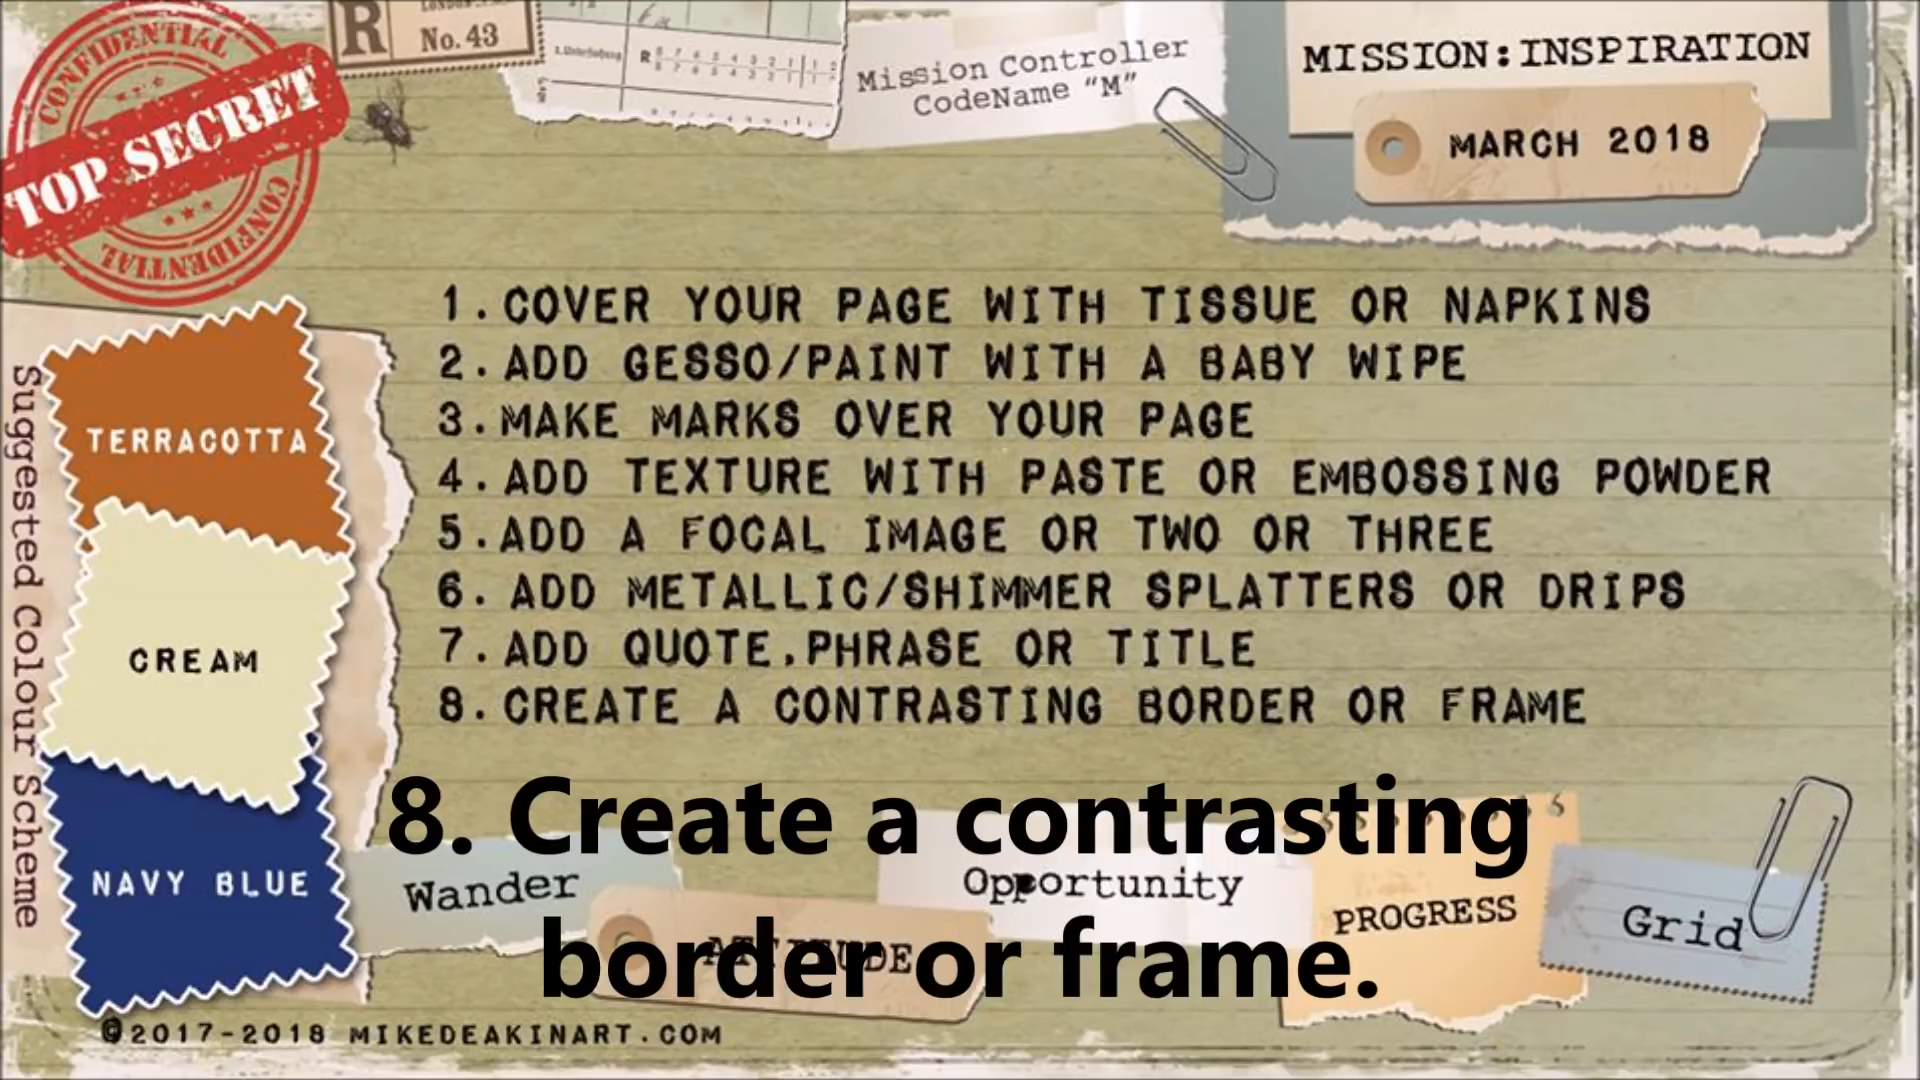 CONFIDENTIAL
TOP SECRET
CONFIDENTIAL
R
No. 43
Mission Controller
CodeName “M”
MISSION:INSPIRATION
MARCH 2018
1.COVER YOUR PAGE WITH TISSUE OR NAPKINS
2.ADD GESSO/PAINT WITH A BABY WIPE
3.MAKE MARKS OVER YOUR PAGE
4.ADD TEXTURE WITH PASTE OR EMBOSSING POWDER
5.ADD A FOCAL IMAGE OR TWO OR THREE
6. ADD METALLIC/SHIMMER SPLATTERS OR DRIPS
7.ADD QUOTE,PHRASE OR TITLE
8.CREATE A CONTRASTING BORDER OR FRAME
Suggested Colour Scheme
TERRACOTTA
CREAM
NAVY BLUE
8. Create a contrasting
border or frame.
Wander
ATTITUDE
Opportunity
PROGRESS
Grid
©2017-2018 MIKEDEAKINART.COM